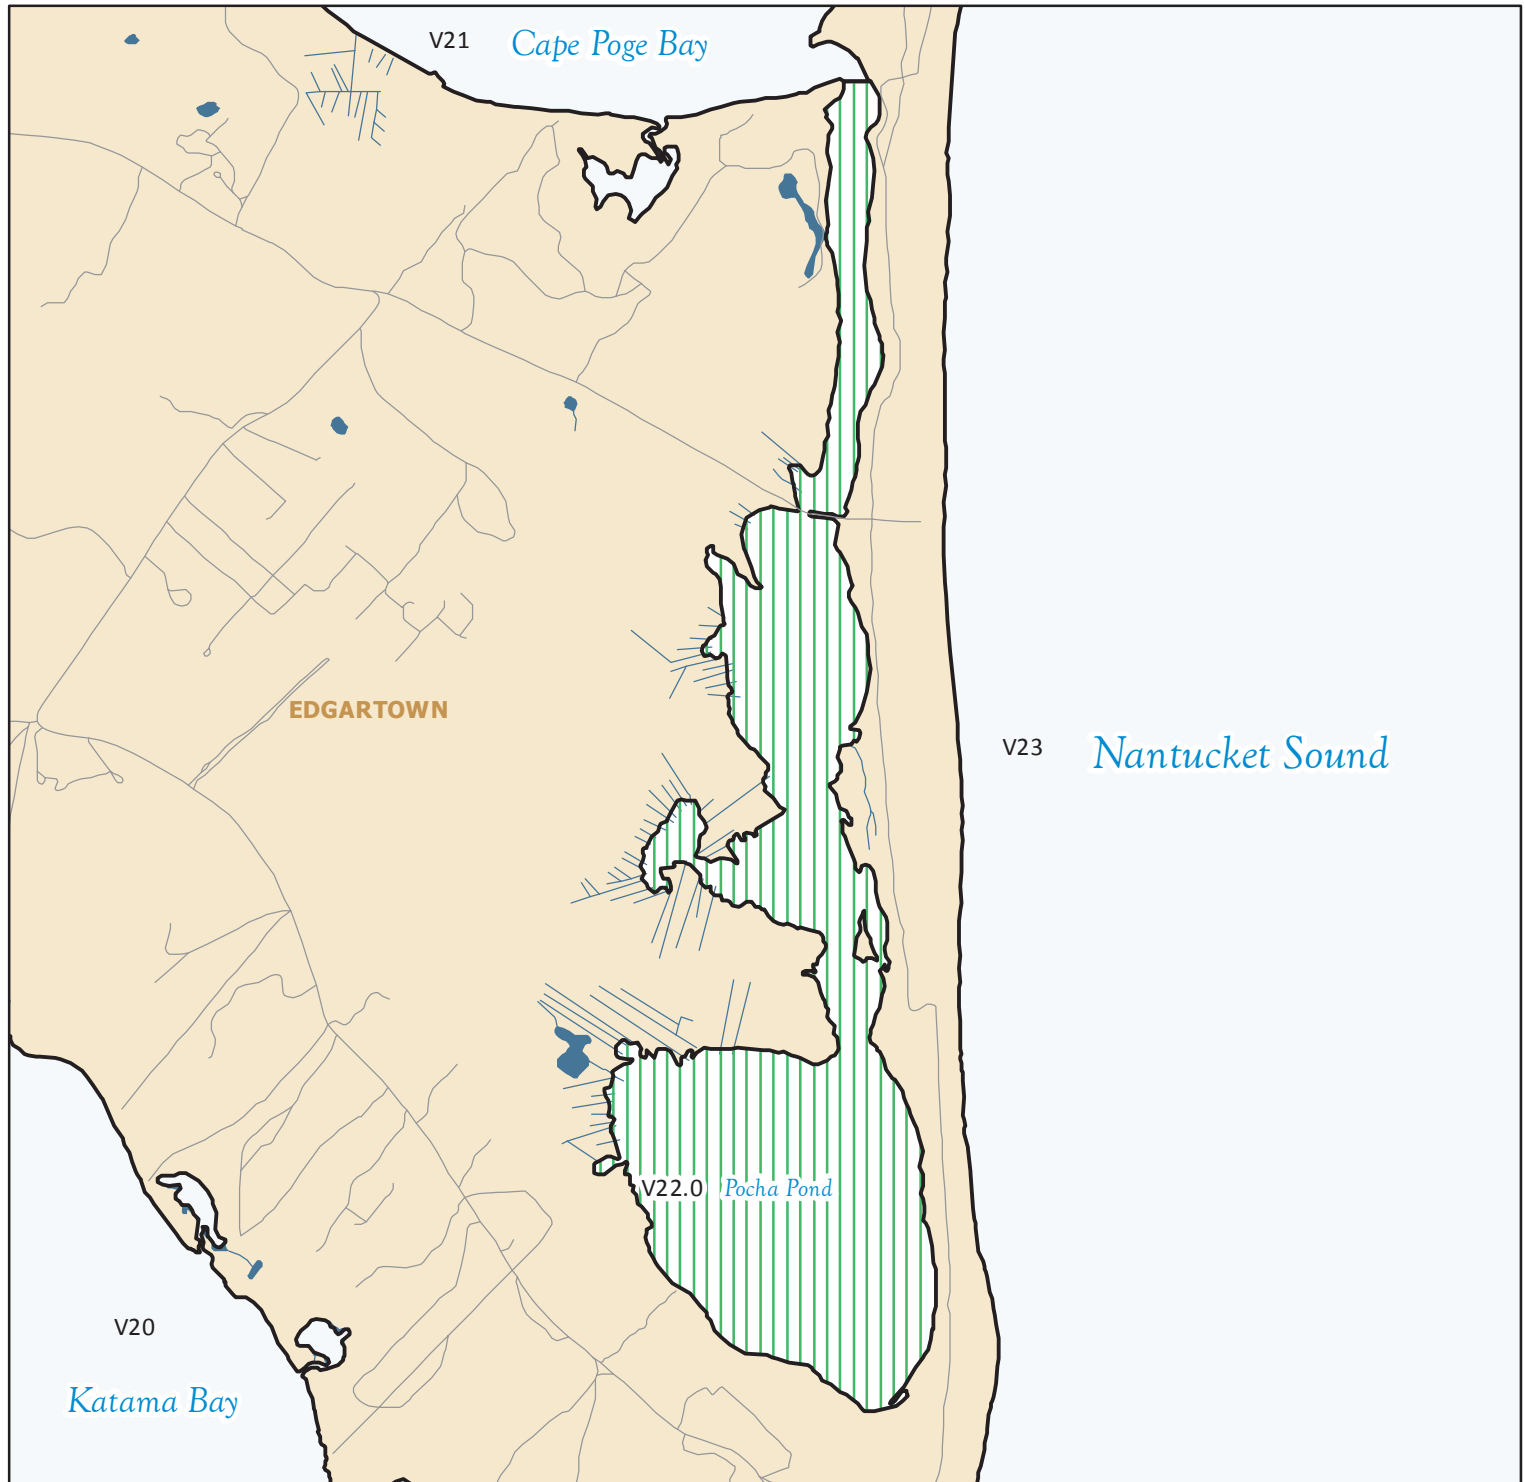 V21 Cape Poge Bay
EDGARTOWN
V23 Nantucket Sound
V22.0 Pocha Pond
V20
Katama Bay